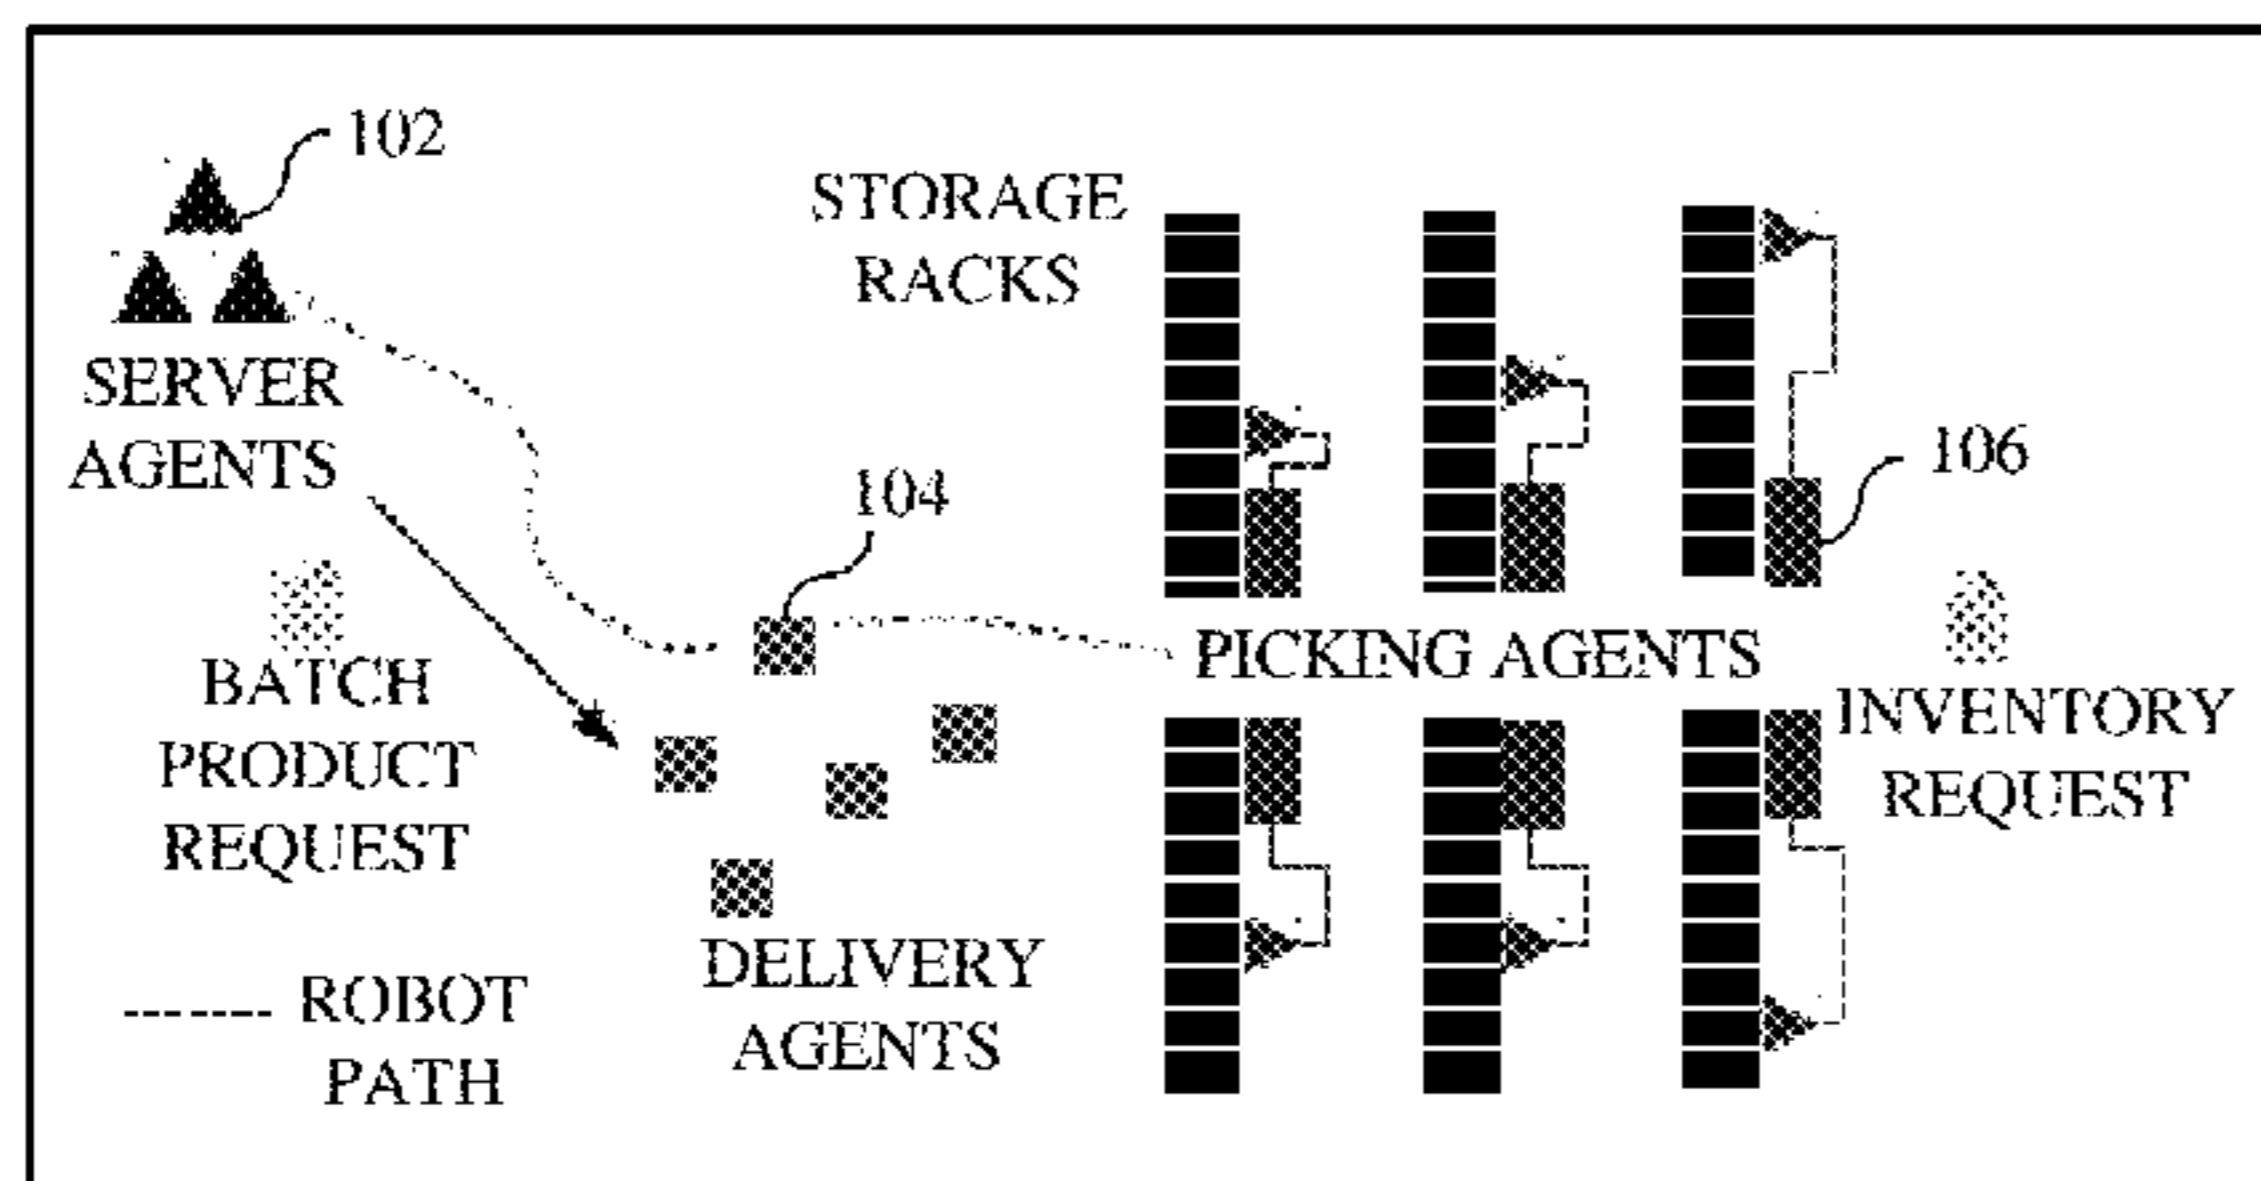 102
STORAGE
RACKS
SERVER
AGENTS
104
106
PICKING AGENTS
BATCH
PRODUCT
REQUEST
INVENTORY
REQUEST
DELIVERY
AGENTS
ROBOT
PATH